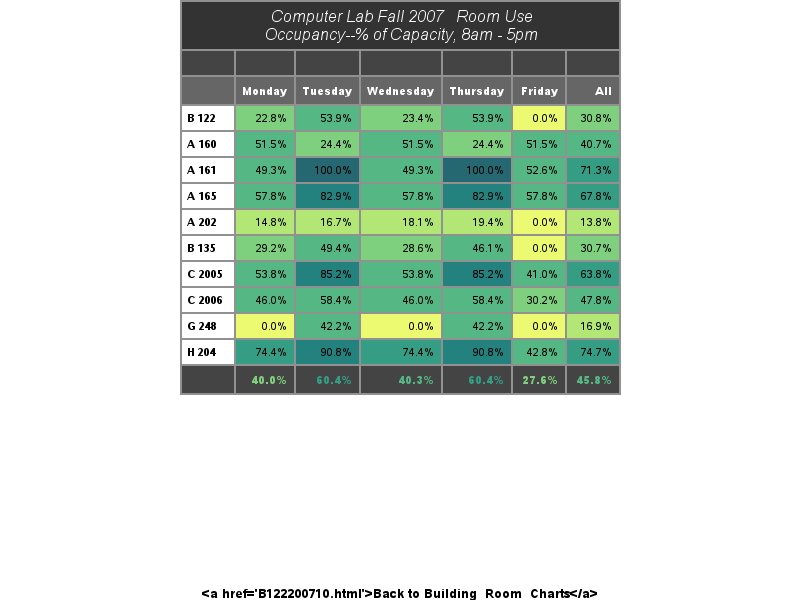 Computer Lab Fall 2007 Room Use
Occupancy--% of Capacity, 8am - 5pm
Monday Tuesday Wednesday Thursday Friday All
B 122 22.8% 53.9% 23.4% 53.9% 0.0% 30.8%
A 160 51.5% 24.4% 51.5% 24.4% 51.5% 40.7%
A 161 49.3% 100.0% 49.3% 100.0% 52.6% 71.3%
A 165 57.8% 82.9% 57.8% 82.9% 57.8% 67.8%
A 202 14.8% 16.7% 18.1% 19.4% 0.0% 13.8%
B 135 29.2% 49.4% 28.6% 46.1% 0.0% 30.7%
C 2005 53.8% 85.2% 53.8% 85.2% 41.0% 63.8%
C 2006 46.0% 58.4% 46.0% 58.4% 30.2% 47.8%
G 248 0.0% 42.2% 0.0% 42.2% 0.0% 16.9%
H 204 74.4% 90.8% 74.4% 90.8% 42.8% 74.7%
40.0% 60.4% 40.3% 60.4% 27.6% 45.8%
<a href='B122200710.html'>Back to Building_Room_Charts</a>